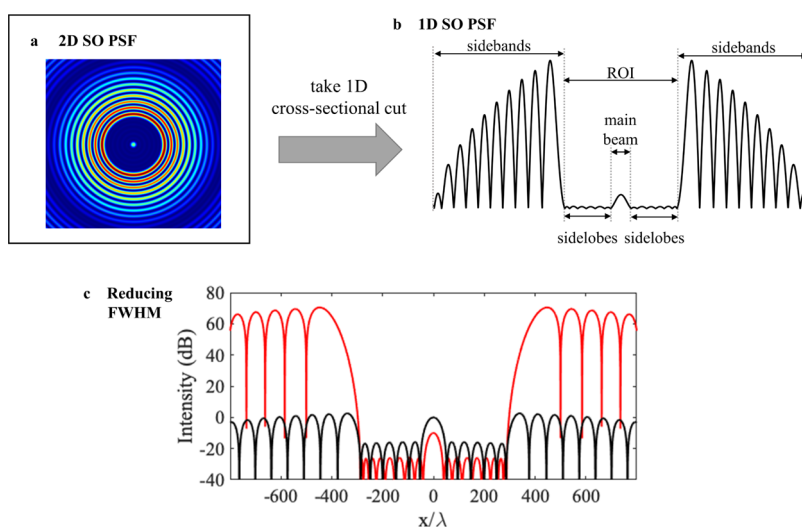 a 2D SO PSF
take 1D
cross-sectional cut
b 1D SO PSF
sidebands
sidebands
ROI
main
beam
sidelobes sidelobes
c Reducing
FWHM
80
60
40
20
0
-20
-40
Intensity (dB)
-600 -400 -200 0 200 400 600
x/λ